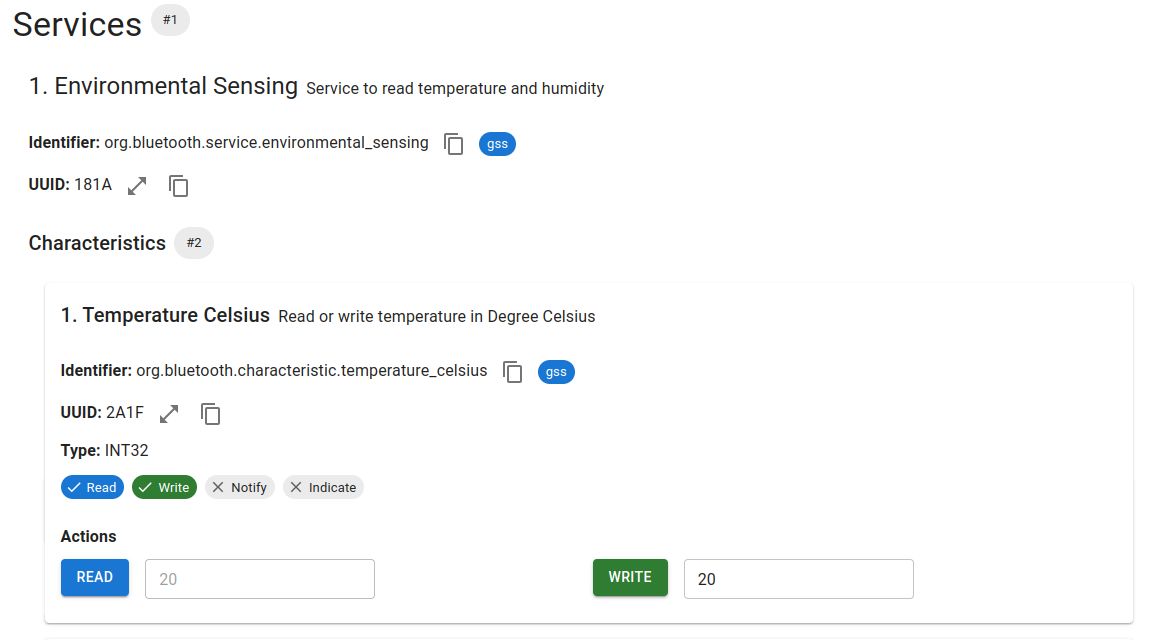 Services #1
1. Environmental Sensing Service to read temperature and humidity
Identifier: org.bluetooth.service.environmental_sensing gss
UUID: 181A
Characteristics #2
1. Temperature Celsius Read or write temperature in Degree Celsius
Identifier: org.bluetooth.characteristic.temperature_celsius gss
UUID: 2A1F
Type: INT32
Read Write Notify Indicate
Actions
READ 20 WRITE 20